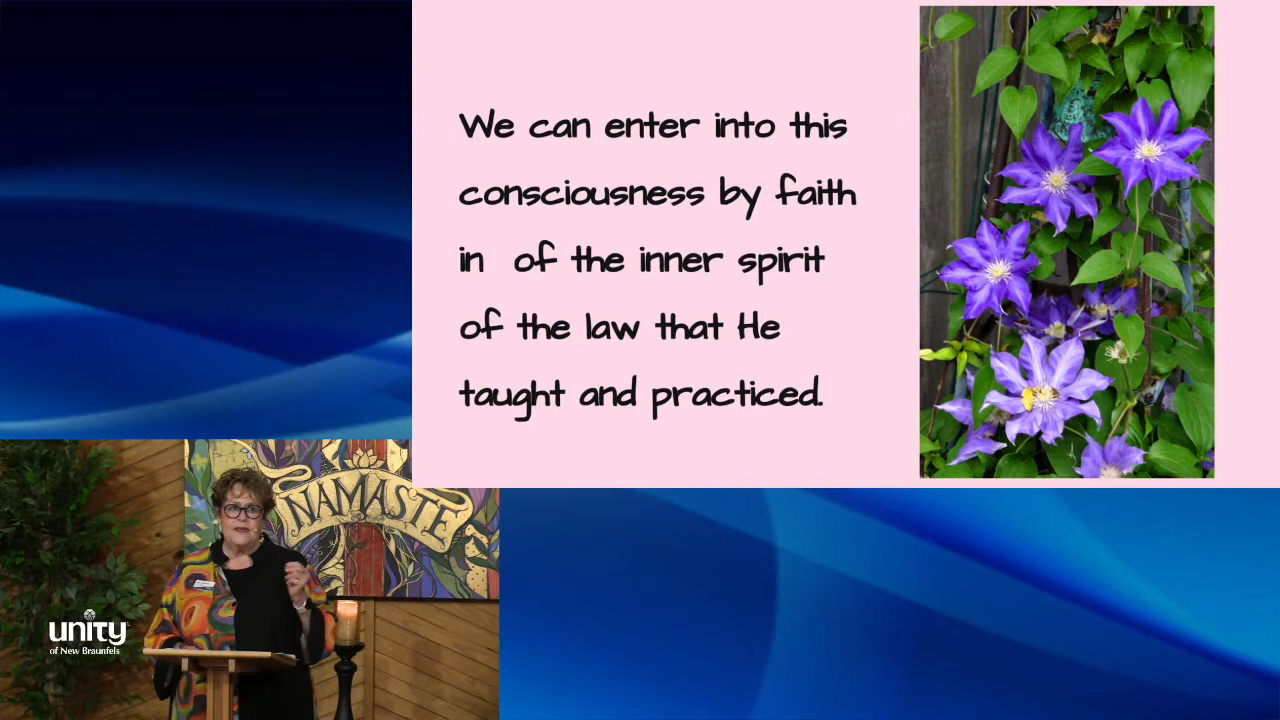 We can enter into this
consciousness by faith
in of the inner spirit
of the law that He
taught and practiced.
NAMASTE
unity
of New Braunfels